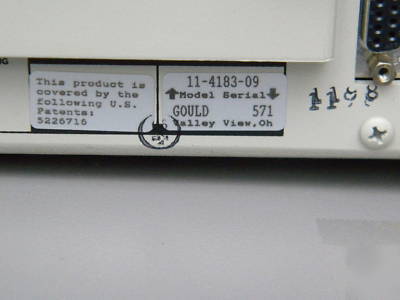 This product is
covered by the
following U.S.
Patents:
5226716
11-4183-09
Model Serial
GOULD 571
Valley View, Oh
1198